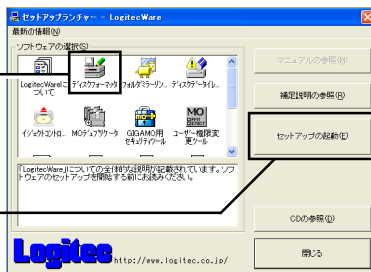 セットアップランチャー - LogitecWare
最新の情報(N)
ソフトウェアの選択(S)
LogitecWareについて
ディスクフォーマッタ
フォルダミラーリン...
ディスクデータイレ...
イジェクトコントロ...
MOデュアプリケータ
GIGAMO用セキュリティツール
ユーザー権限変更ツール
「LogitecWare」についての全体的な説明が記載されています。ソフトウェアのセットアップを開始する前にお読みください。
マニュアルの参照(M)
補足説明の参照(R)
セットアップの起動(E)
CDの参照(D)
閉じる
Logitec http://www.logitec.co.jp/